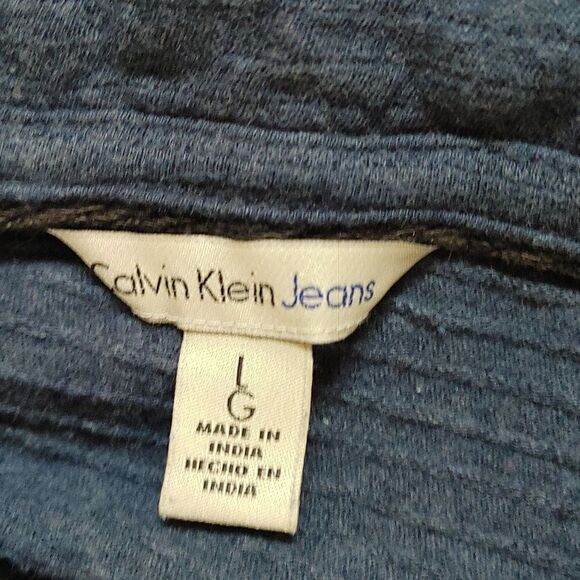 Calvin Klein Jeans
L
G
MADE IN
INDIA
HECHO EN
INDIA